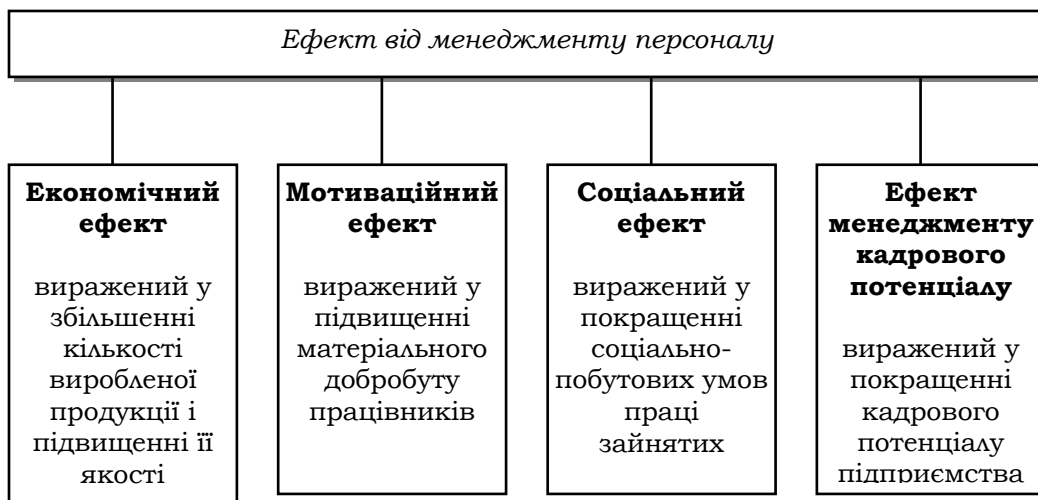 Ефект від менеджменту персоналу
Економічний
ефект
виражений у
збільшенні
кількості
виробленої
продукції і
підвищенні її
якості
Мотиваційний
ефект
виражений у
підвищенні
матеріального
добробуту
працівників
Соціальний
ефект
виражений у
покращенні
соціально-
побутових умов
праці
зайнятих
Ефект
менеджменту
кадрового
потенціалу
виражений у
покращенні
кадрового
потенціалу
підприємства